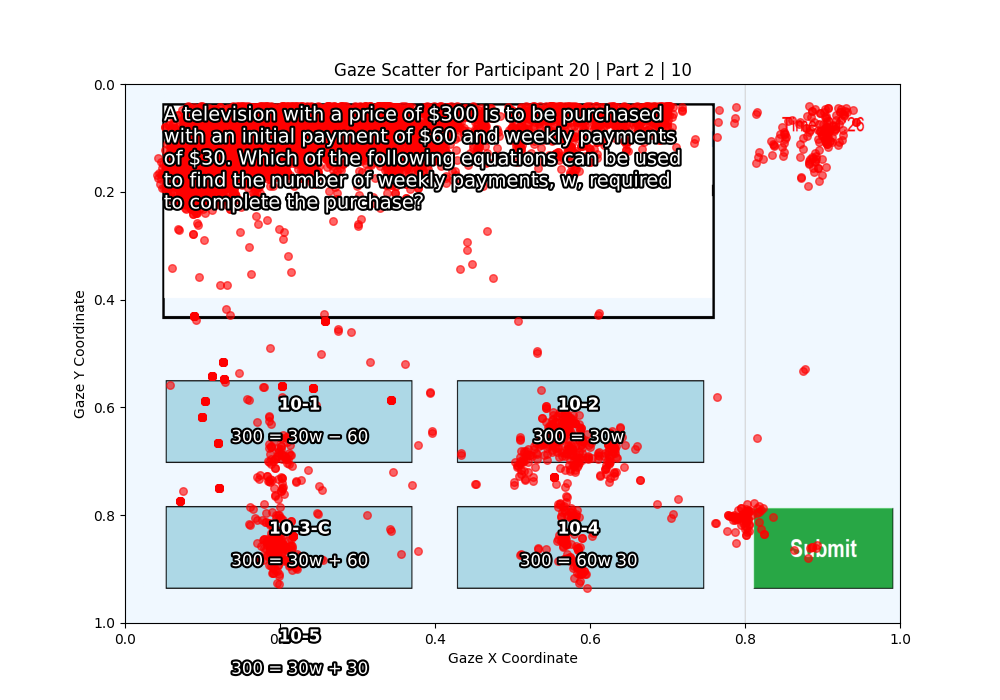 Gaze Scatter for Participant 20 | Part 2 | 10
A television with a price of $300 is to be purchased
with an initial payment of $60 and weekly payments
of $30. Which of the following equations can be used
to find the number of weekly payments, w, required
to complete the purchase?
10-1
300 = 30w − 60
10-2
300 = 30w
10-3-C
300 = 30w + 60
10-4
300 = 60w 30
Submit
10-5
300 = 30w + 30
Gaze X Coordinate
Gaze Y Coordinate
0.0
0.2
0.4
0.6
0.8
1.0
0.0
0.2
0.4
0.6
0.8
1.0